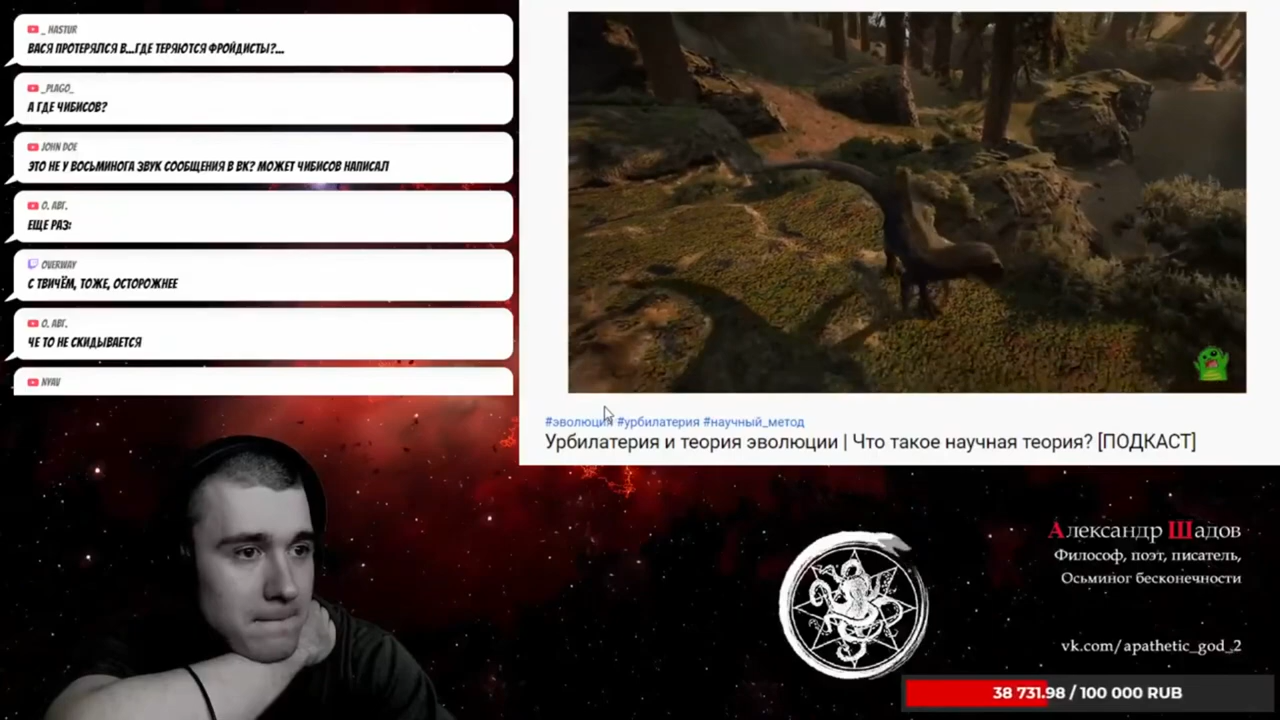 _ HASTUR
ВАСЯ ПРОТЕРЯЛСЯ В...ГДЕ ТЕРЯЮТСЯ ФРОЙДИСТЫ?...
_PLAGO_
А ГДЕ ЧИБИСОВ?
JOHN DOE
ЭТО НЕ У ВОСЬМИНОГА ЗВУК СООБЩЕНИЯ В ВК? МОЖЕТ ЧИБИСОВ НАПИСАЛ
О. АВГ.
ЕЩЕ РАЗ:
OVERWAY
С ТВИЧЁМ, ТОЖЕ, ОСТОРОЖНЕЕ
О. АВГ.
ЧЕ ТО НЕ СКИДЫВАЕТСЯ
NYAV
#эволюция #урбилатерия #научный_метод
Урбилатерия и теория эволюции | Что такое научная теория? [ПОДКАСТ]
Александр Шадов
Философ, поэт, писатель,
Осьминог бесконечности
vk.com/apathetic_god_2
38 731.98 / 100 000 RUB